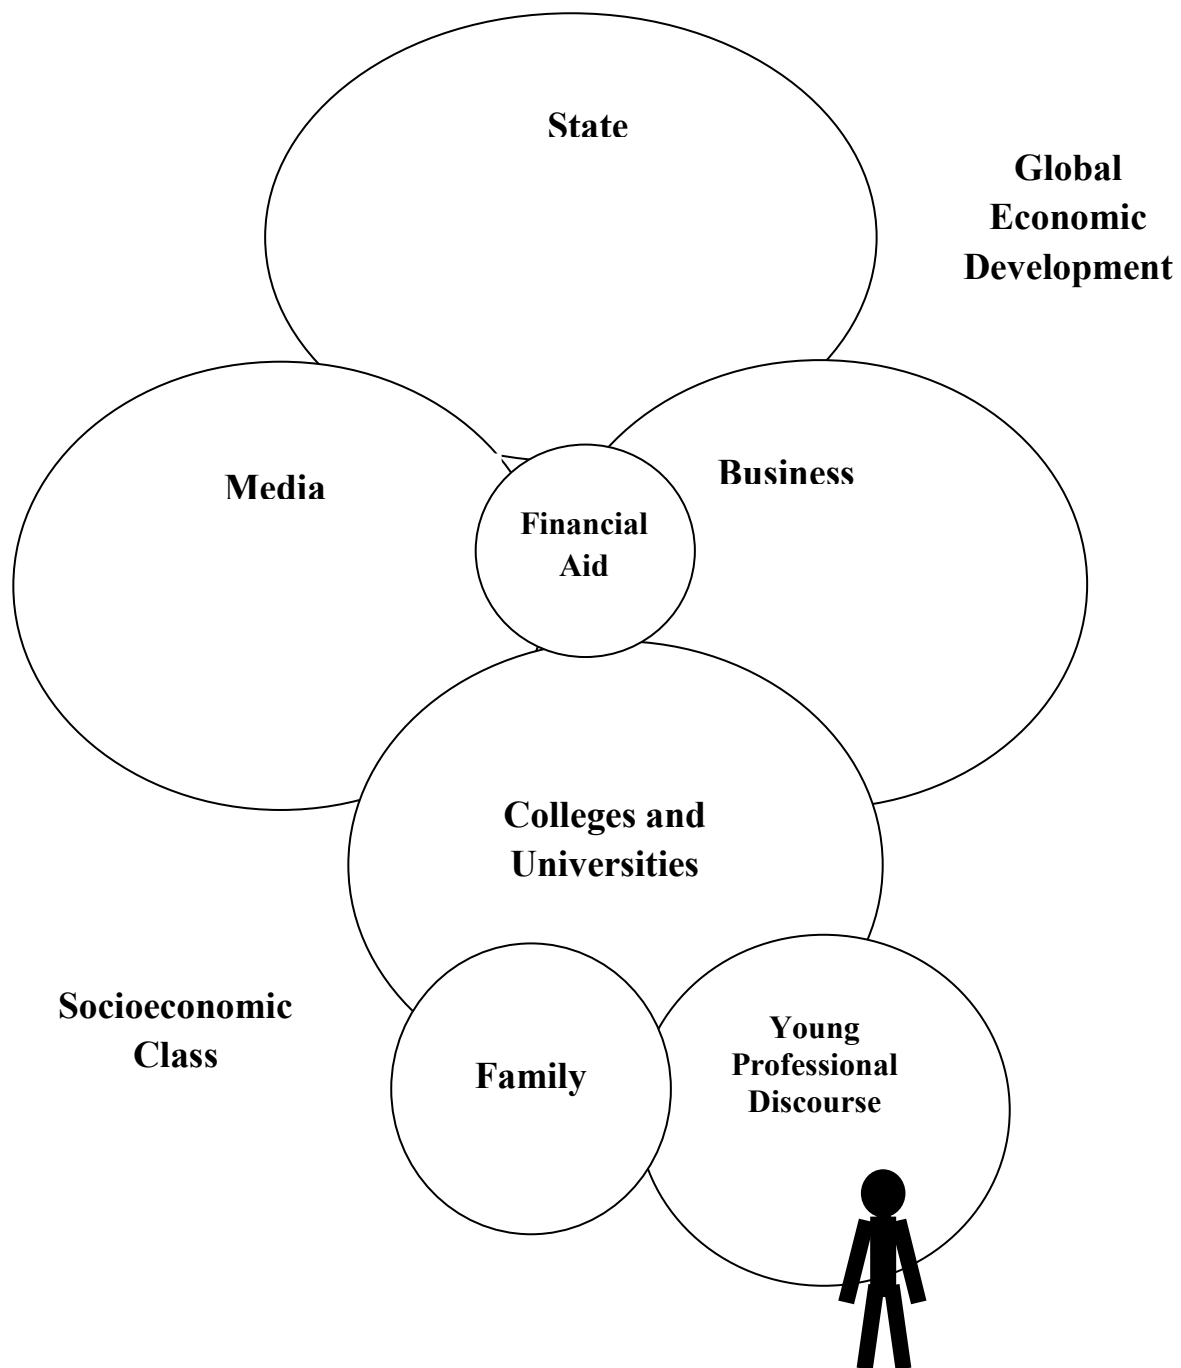 State
Global
Economic
Development
Media
Business
Financial
Aid
Colleges and
Universities
Socioeconomic
Class
Family
Young
Professional
Discourse